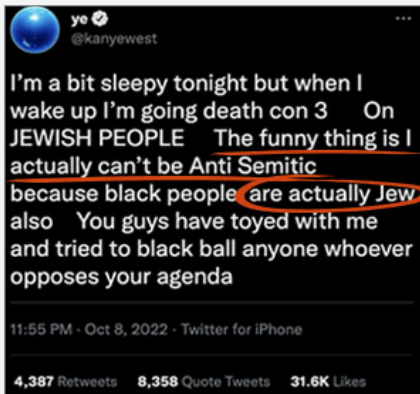 ye
@kanyewest
I'm a bit sleepy tonight but when I
wake up I'm going death con 3 On
JEWISH PEOPLE The funny thing is I
actually can't be Anti Semitic
because black people are actually Jew
also You guys have toyed with me
and tried to black ball anyone whoever
opposes your agenda
11:55 PM · Oct 8, 2022 · Twitter for iPhone
4,387 Retweets 8,358 Quote Tweets 31.6K Likes